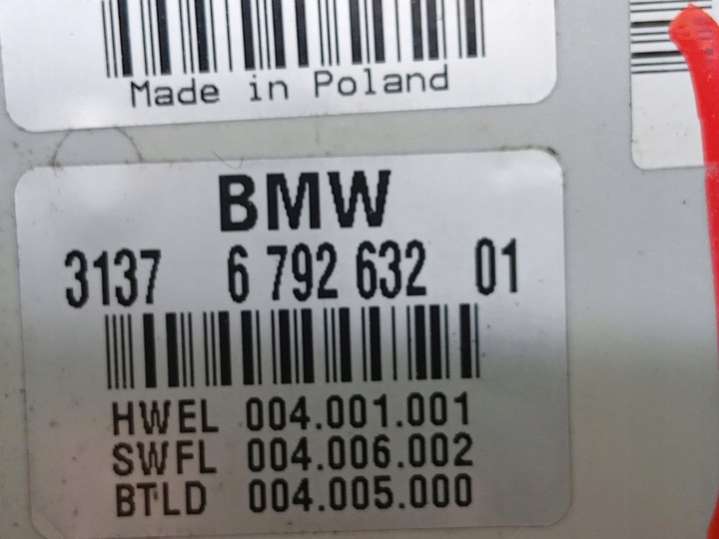 Made in Poland
BMW
3137 6 792 632 01
HWEL 004.001.001
SWFL 004.006.002
BTLD 004.005.000